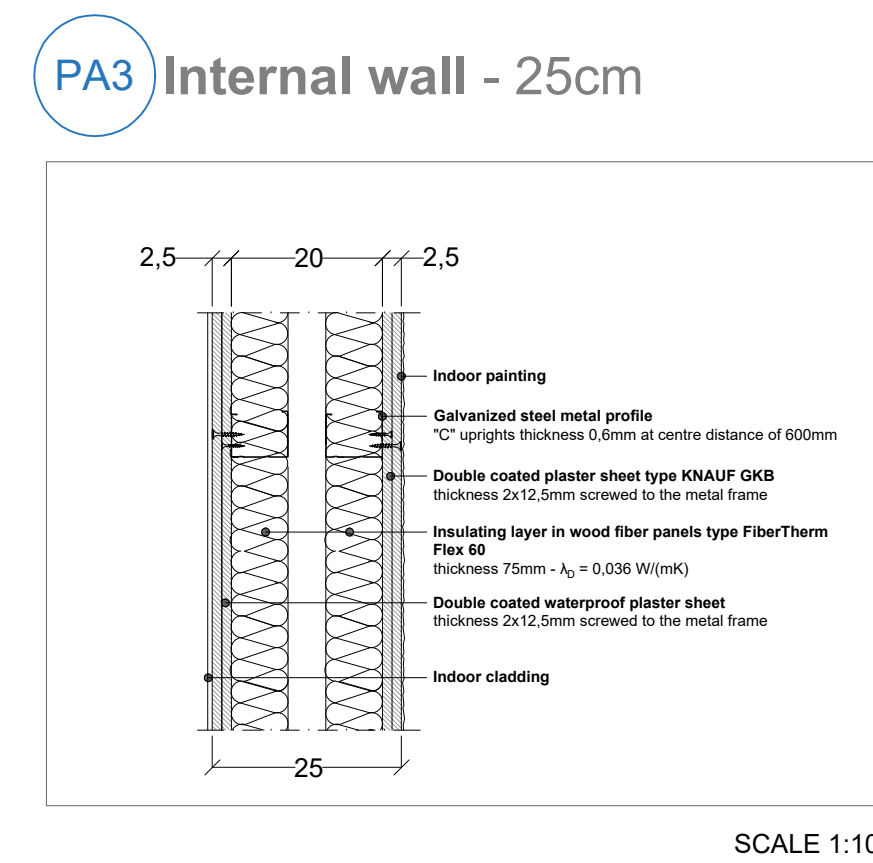 PA3 Internal wall - 25cm
2,5 20 2,5
Indoor painting
Galvanized steel metal profile
"C" uprights thickness 0,6mm at centre distance of 600mm
Double coated plaster sheet type KNAUF GKB
thickness 2x12,5mm screwed to the metal frame
Insulating layer in wood fiber panels type FiberTherm
Flex 60
thickness 75mm - λD = 0,036 W/(mK)
Double coated waterproof plaster sheet
thickness 2x12,5mm screwed to the metal frame
Indoor cladding
25
SCALE 1:10